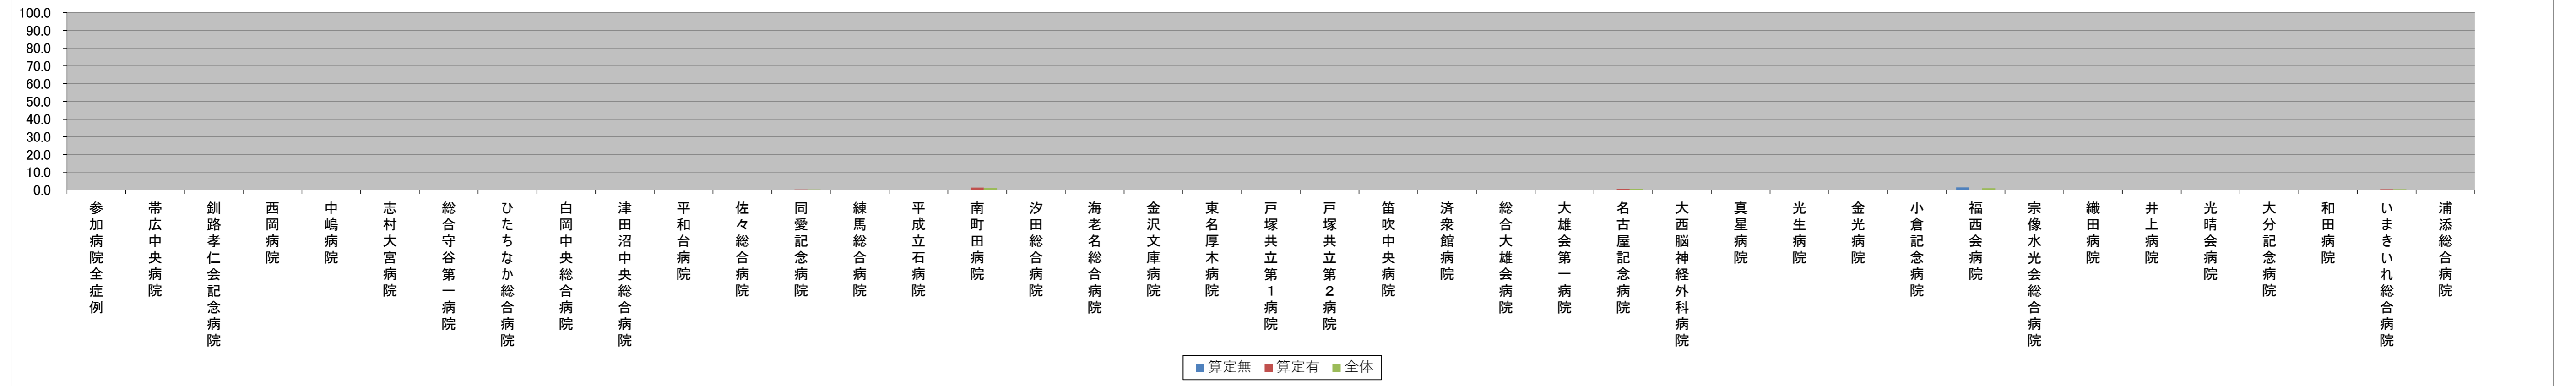 100.0
90.0
80.0
70.0
60.0
50.0
40.0
30.0
20.0
10.0
0.0
参加病院全症例
帯広中央病院
釧路孝仁会記念病院
西岡病院
中嶋病院
志村大宮病院
総合守谷第一病院
ひたちなか総合病院
白岡中央総合病院
津田沼中央総合病院
平和台病院
佐々総合病院
同愛記念病院
練馬総合病院
平成立石病院
南町田病院
汐田総合病院
海老名総合病院
金沢文庫病院
東名厚木病院
戸塚共立第1病院
戸塚共立第2病院
笛吹中央病院
済衆館病院
総合大雄会病院
大雄会第一病院
名古屋記念病院
大西脳神経外科病院
真星病院
光生病院
金光病院
小倉記念病院
福西会病院
宗像水光会総合病院
織田病院
井上病院
光晴会病院
大分記念病院
和田病院
いまきいれ総合病院
浦添総合病院
算定無 算定有 全体